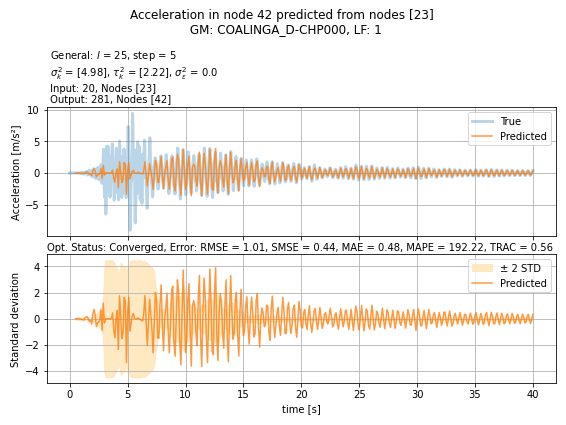 Acceleration in node 42 predicted from nodes [23]
GM: COALINGA_D-CHP000, LF: 1
General: l = 25, step = 5
σ²ₖ = [4.98], τ²ₖ = [2.22], σ²ε = 0.0
Input: 20, Nodes [23]
Output: 281, Nodes [42]
Acceleration [m/s²]
10
5
0
−5
True
Predicted
Opt. Status: Converged, Error: RMSE = 1.01, SMSE = 0.44, MAE = 0.48, MAPE = 192.22, TRAC = 0.56
Standard deviation
4
2
0
−2
−4
± 2 STD
Predicted
0 5 10 15 20 25 30 35 40
time [s]